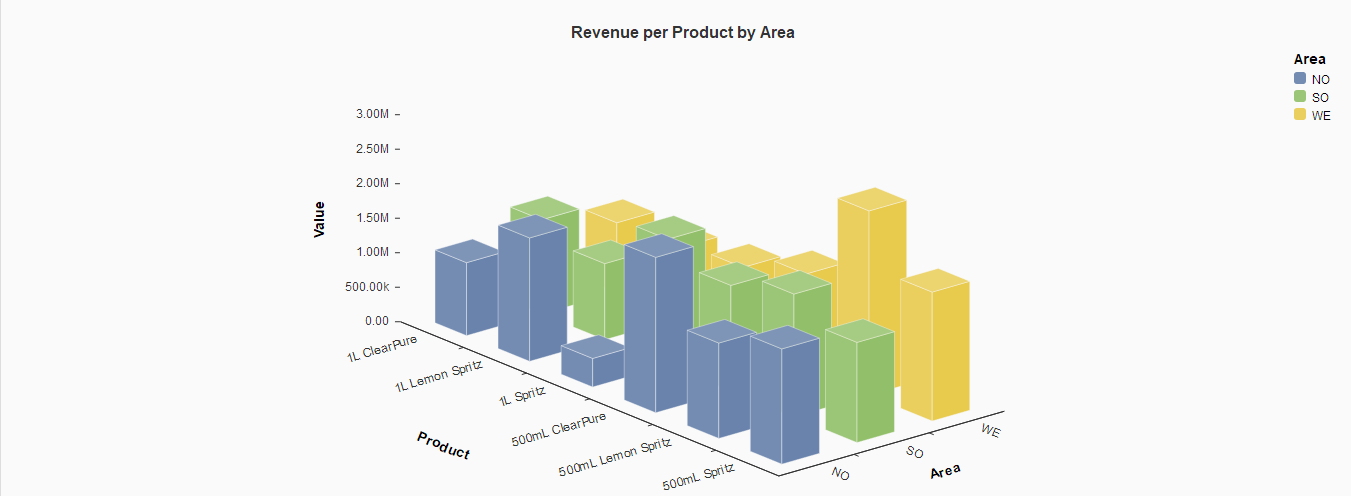 Revenue per Product by Area
Area
NO
SO
WE
3.00M
2.50M
2.00M
1.50M
1.00M
500.00k
0.00
Value
1L ClearPure
1L Lemon Spritz
1L Spritz
500mL ClearPure
500mL Lemon Spritz
500mL Spritz
Product
NO
SO
WE
Area